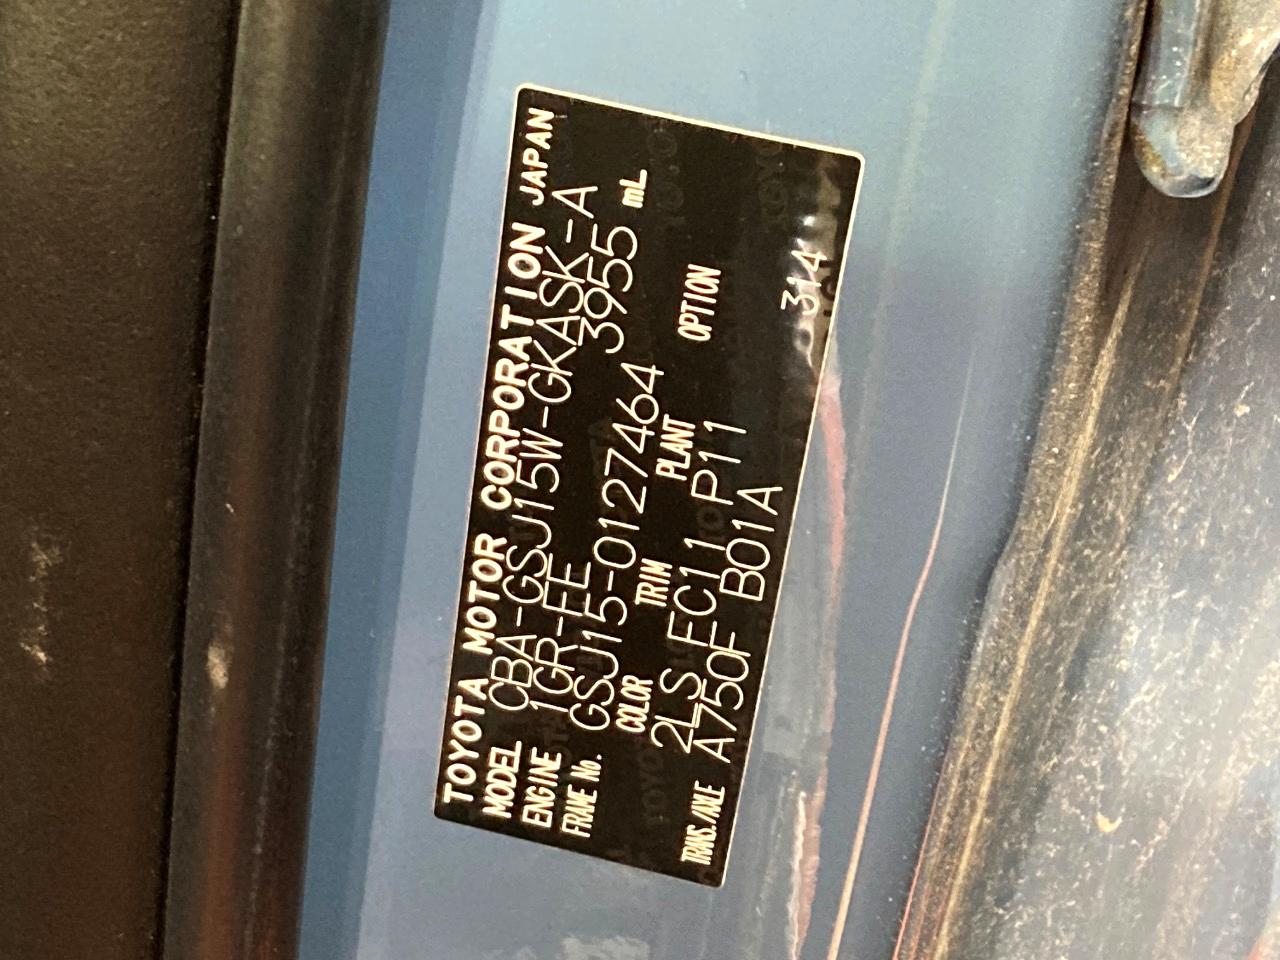 TOYOTA MOTOR CORPORATION JAPAN
MODEL CBA-GSJ15W-GKASK-A
ENGINE 1GR-FE 3955 mL
FRAME No. GSJ15-0127464
COLOR TRIM PLANT OPTION
2LS FC11 P11
TRANS./AXLE A750F B01A
314